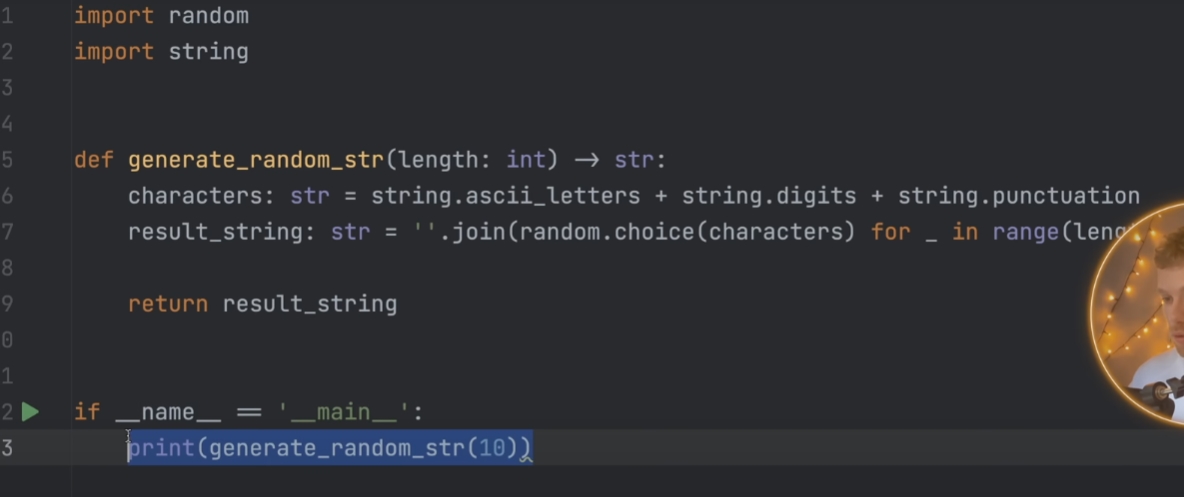 1 import random
2 import string
3
4
5 def generate_random_str(length: int) -> str:
6 characters: str = string.ascii_letters + string.digits + string.punctuation
7 result_string: str = ''.join(random.choice(characters) for _ in range(leng
8
9 return result_string
0
1
2 if __name__ == '__main__':
3 print(generate_random_str(10))